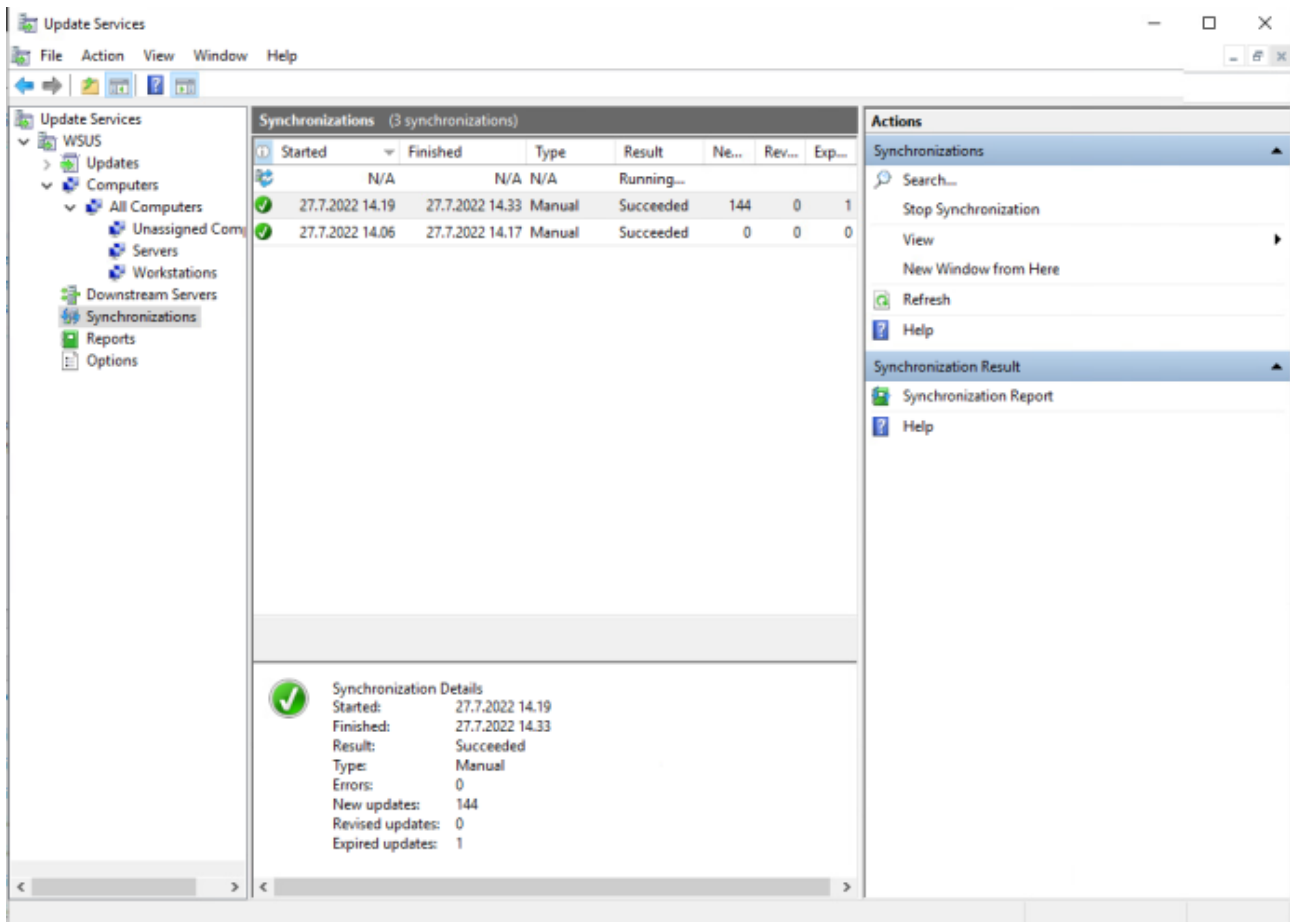 Update Services
File Action View Window Help
Update Services
WSUS
Updates
Computers
All Computers
Unassigned Comp
Servers
Workstations
Downstream Servers
Synchronizations
Reports
Options
Synchronizations (3 synchronizations)
Started Finished Type Result Ne... Rev... Exp...
N/A N/A N/A Running...
27.7.2022 14.19 27.7.2022 14.33 Manual Succeeded 144 0 1
27.7.2022 14.06 27.7.2022 14.17 Manual Succeeded 0 0 0
Synchronization Details
Started: 27.7.2022 14.19
Finished: 27.7.2022 14.33
Result: Succeeded
Type: Manual
Errors: 0
New updates: 144
Revised updates: 0
Expired updates: 1
Actions
Synchronizations
Search...
Stop Synchronization
View
New Window from Here
Refresh
Help
Synchronization Result
Synchronization Report
Help